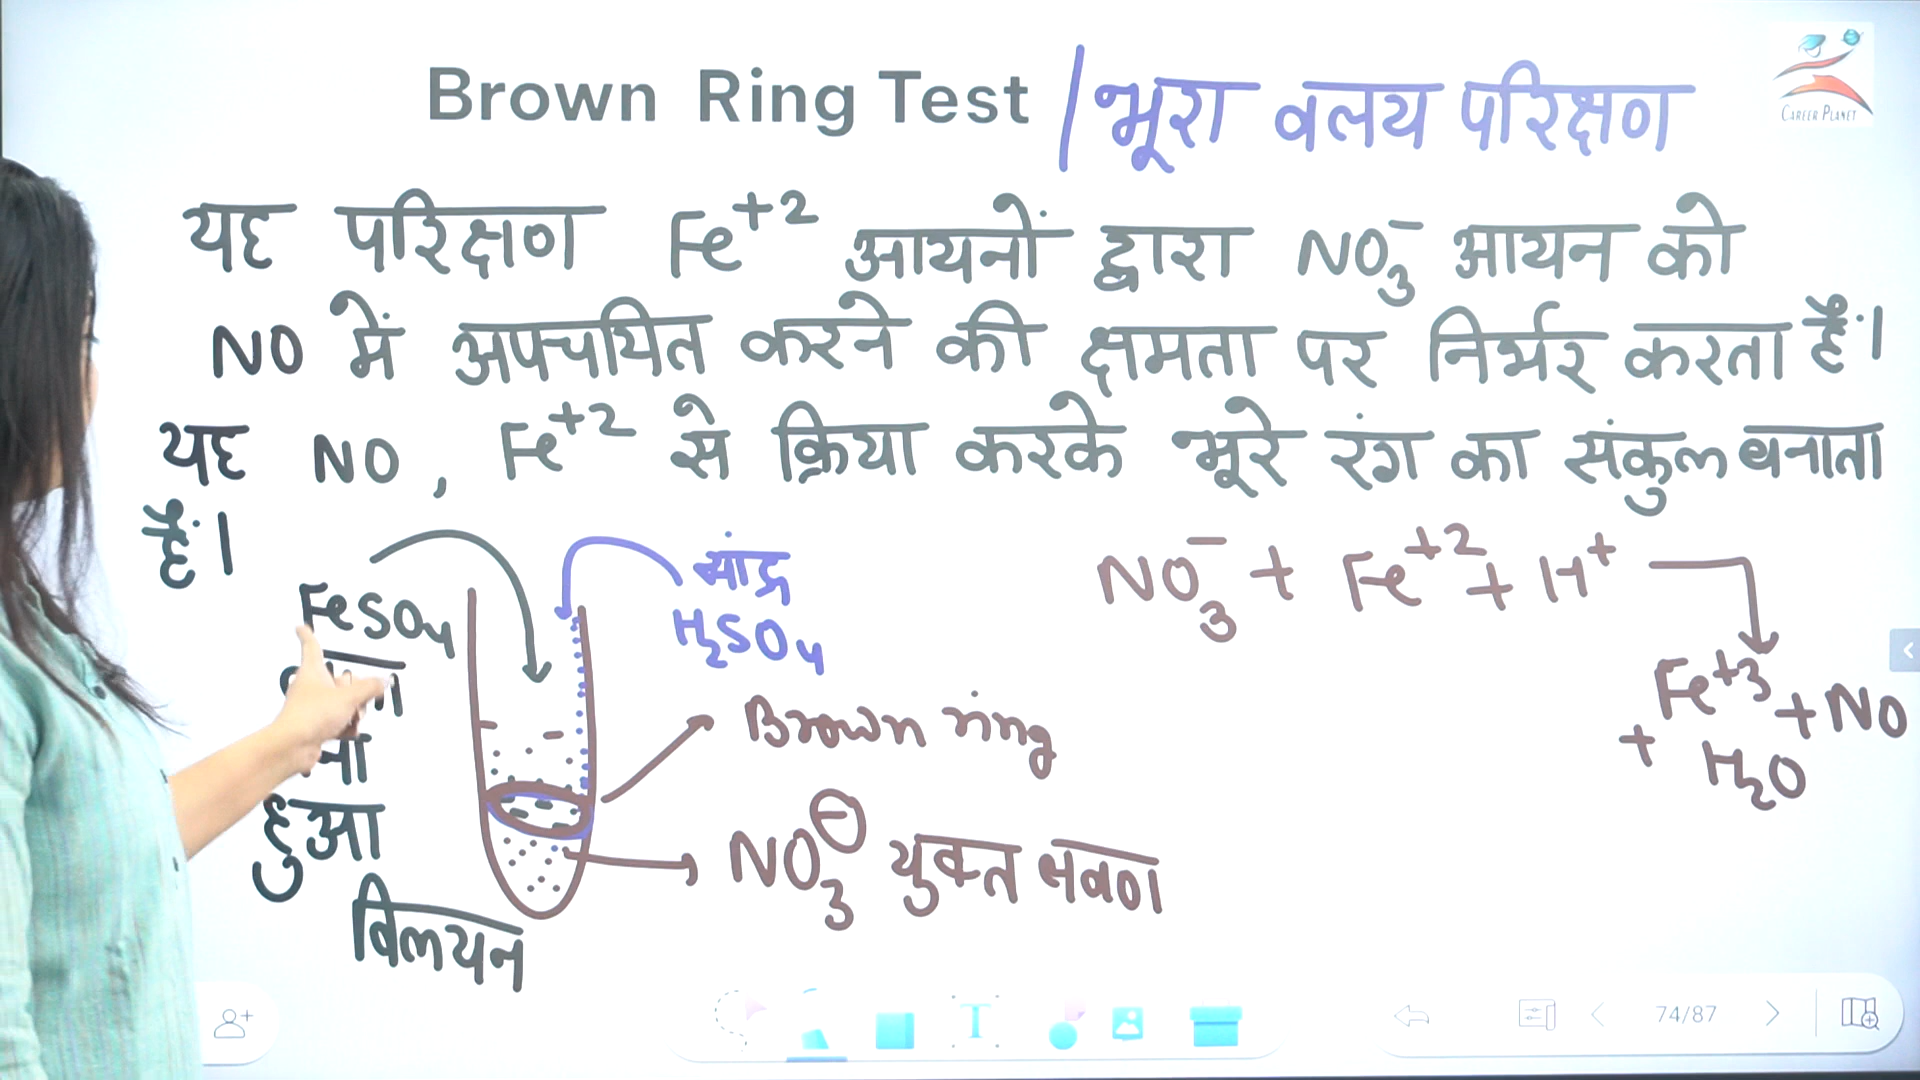 Brown Ring Test / भूरा वलय परिक्षण
CAREER PLANET
यह परिक्षण Fe⁺² आयनों द्वारा NO₃⁻ आयन को
NO में अपचयित करने की क्षमता पर निर्भर करता हैं।
यह NO, Fe⁺² से क्रिया करके भूरे रंग का संकुल बनाता
हैं।
FeSO₄
हुआ
विलयन
सांद्र
H₂SO₄
Brown ring
NO₃⊖ युक्त लवण
NO₃⁻ + Fe⁺² + H⁺ →
Fe⁺³ + NO
+ H₂O
74/87